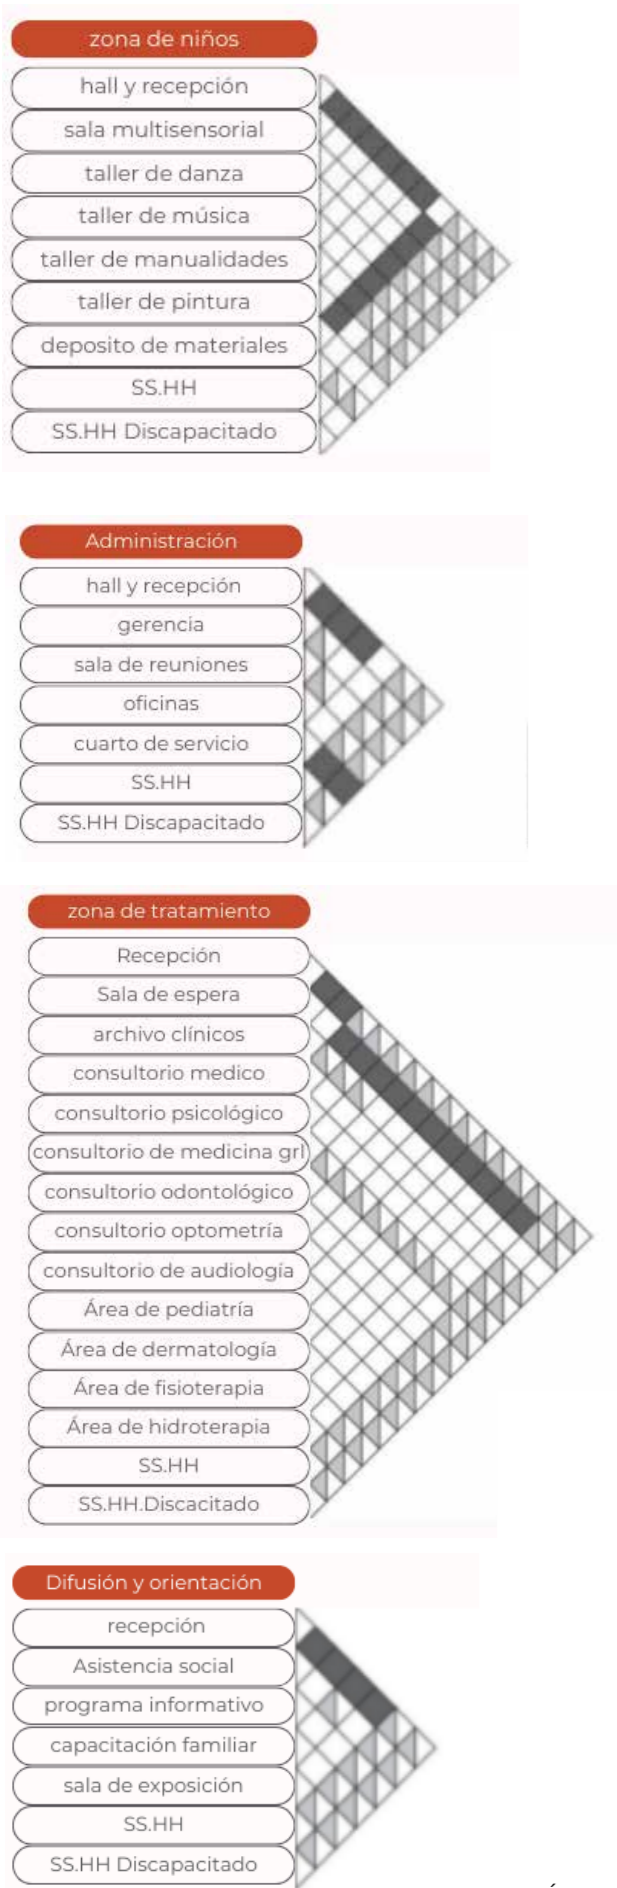 zona de niños
hall y recepción
sala multisensorial
taller de danza
taller de música
taller de manualidades
taller de pintura
deposito de materiales
SS.HH
SS.HH Discapacitado
Administración
hall y recepción
gerencia
sala de reuniones
oficinas
cuarto de servicio
SS.HH
SS.HH Discapacitado
zona de tratamiento
Recepción
Sala de espera
archivo clínicos
consultorio medico
consultorio psicológico
consultorio de medicina grl
consultorio odontológico
consultorio optometría
consultorio de audiología
Área de pediatría
Área de dermatología
Área de fisioterapia
Área de hidroterapia
SS.HH
SS.HH.Discacitado
Difusión y orientación
recepción
Asistencia social
programa informativo
capacitación familiar
sala de exposición
SS.HH
SS.HH Discapacitado